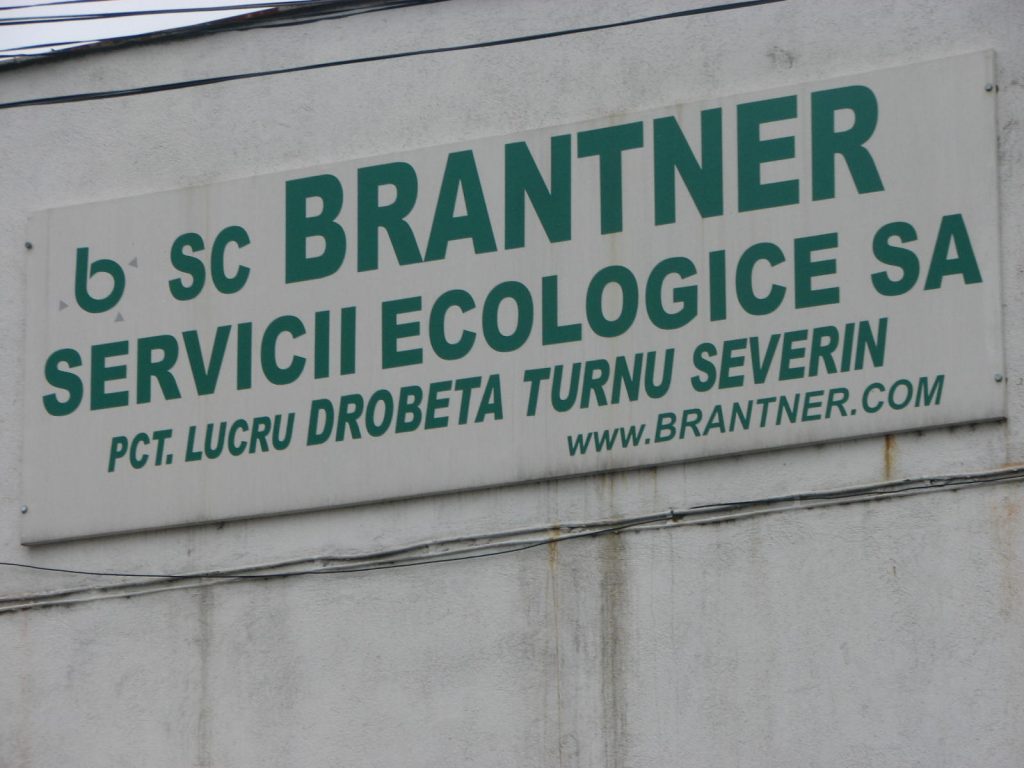 b SC BRANTNER
SERVICII ECOLOGICE SA
PCT. LUCRU DROBETA TURNU SEVERIN
WWW.BRANTNER.COM